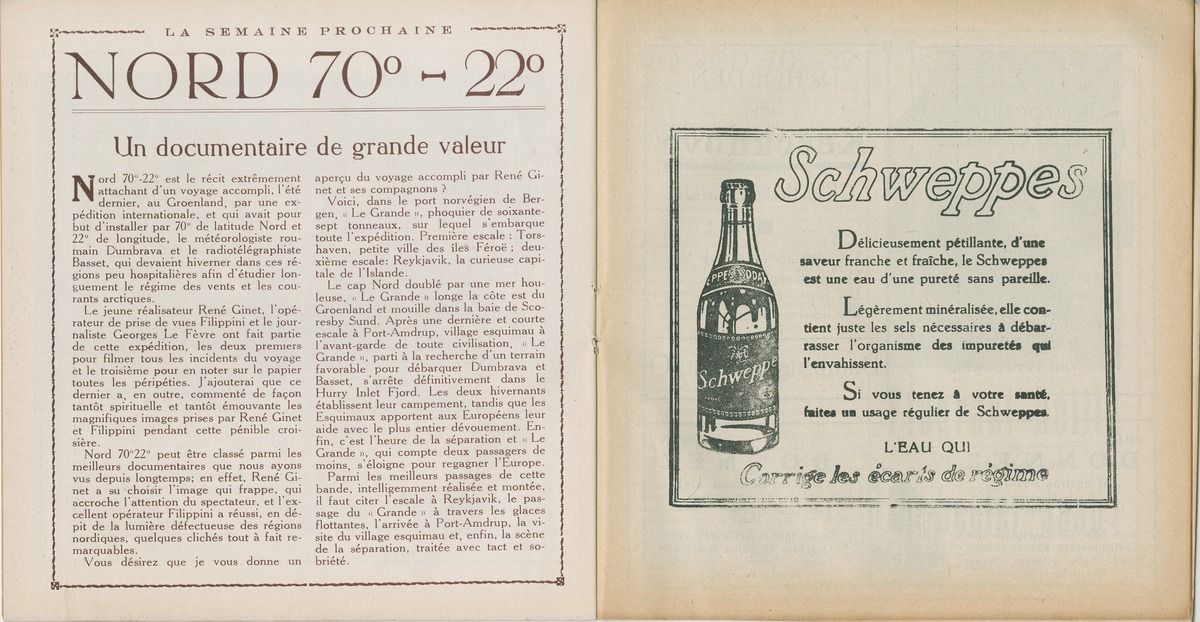 LA SEMAINE PROCHAINE
NORD 70º - 22º
Un documentaire de grande valeur
Nord 70º-22º est le récit extrêmement
attachant d'un voyage accompli, l'été
dernier, au Groenland, par une ex-
pédition internationale, et qui avait pour
but d'installer par 70º de latitude Nord et
22º de longitude, le météorologiste rou-
main Dumbrava et le radiotélégraphiste
Basset, qui devaient hiverner dans ces ré-
gions peu hospitalières afin d'étudier lon-
guement le régime des vents et les cou-
rants arctiques.
Le jeune réalisateur René Ginet, l'opé-
rateur de prise de vues Filippini et le jour-
naliste Georges Le Fèvre ont fait partie
de cette expédition, les deux premiers
pour filmer tous les incidents du voyage
et le troisième pour en noter sur le papier
toutes les péripéties. J'ajouterai que ce
dernier a, en outre, commenté de façon
tantôt spirituelle et tantôt émouvante les
magnifiques images prises par René Ginet
et Filippini pendant cette pénible croi-
sière.
Nord 70º22º peut être classé parmi les
meilleurs documentaires que nous ayons
vus depuis longtemps; en effet, René Gi-
net a su choisir l'image qui frappe, qui
accroche l'attention du spectateur, et l'ex-
cellent opérateur Filippini a réussi, en dé-
pit de la lumière défectueuse des régions
nordiques, quelques clichés tout à fait re-
marquables.
Vous désirez que je vous donne un
aperçu du voyage accompli par René Gi-
net et ses compagnons ?
Voici, dans le port norvégien de Ber-
gen, « Le Grande », phoquier de soixante-
sept tonneaux, sur lequel s'embarque
toute l'expédition. Première escale : Tors-
haven, petite ville des îles Féroë ; deu-
xième escale: Reykjavik, la curieuse capi-
tale de l'Islande.
Le cap Nord doublé par une mer hou-
leuse, « Le Grande » longe la côte est du
Groenland et mouille dans la baie de Sco-
resby Sund. Après une dernière et courte
escale à Port-Amdrup, village esquimau à
l'avant-garde de toute civilisation, « Le
Grande », parti à la recherche d'un terrain
favorable pour débarquer Dumbrava et
Basset, s'arrête définitivement dans le
Hurry Inlet Fjord. Les deux hivernants
établissent leur campement, tandis que les
Esquimaux apportent aux Européens leur
aide avec le plus entier dévouement. En-
fin, c'est l'heure de la séparation et « Le
Grande », qui compte deux passagers de
moins, s'éloigne pour regagner l'Europe.
Parmi les meilleurs passages de cette
bande, intelligemment réalisée et montée,
il faut citer l'escale à Reykjavik, le pas-
sage du « Grande » à travers les glaces
flottantes, l'arrivée à Port-Amdrup, la vi-
site du village esquimau et, enfin, la scène
de la séparation, traitée avec tact et so-
briété.
Schweppes
Délicieusement pétillante, d'une
saveur franche et fraîche, le Schweppes
est une eau d'une pureté sans pareille.
Légèrement minéralisée, elle con-
tient juste les sels nécessaires à débar-
rasser l'organisme des impuretés qui
l'envahissent.
Si vous tenez à votre santé,
faites un usage régulier de Schweppes.
L'EAU QUI
Corrige les écarts de régime
PPES SODA
Schweppe